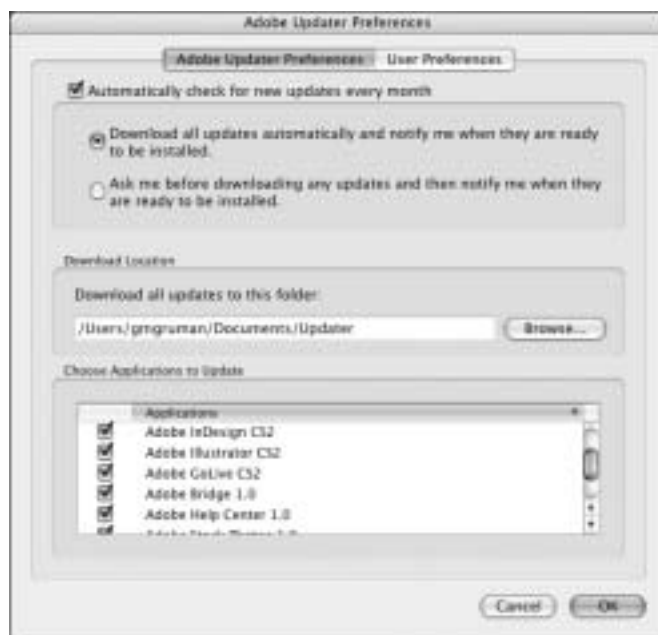 Adobe Updater Preferences
Adobe Updater Preferences User Preferences
Automatically check for new updates every month
Download all updates automatically and notify me when they are ready
to be installed.
Ask me before downloading any updates and then notify me when they
are ready to be installed.
Download Location
Download all updates to this folder:
/Users/gmgruman/Documents/Updater
Browse...
Choose Applications to Update
Applications
Adobe InDesign CS2
Adobe Illustrator CS2
Adobe GoLive CS2
Adobe Bridge 1.0
Adobe Help Center 1.0
Cancel OK